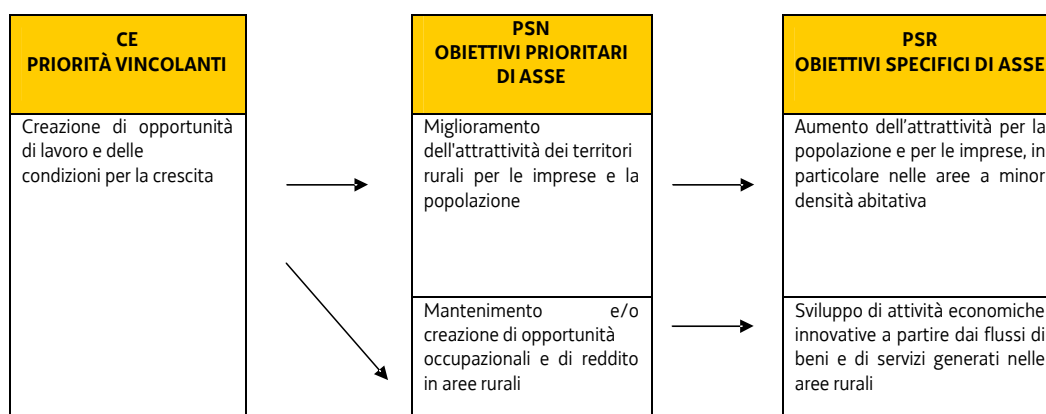 CE
PRIORITÀ VINCOLANTI
Creazione di opportunità
di lavoro e delle
condizioni per la crescita
PSN
OBIETTIVI PRIORITARI
DI ASSE
Miglioramento
dell'attrattività dei territori
rurali per le imprese e la
popolazione
Mantenimento e/o
creazione di opportunità
occupazionali e di reddito
in aree rurali
PSR
OBIETTIVI SPECIFICI DI ASSE
Aumento dell'attrattività per la
popolazione e per le imprese, in
particolare nelle aree a minor
densità abitativa
Sviluppo di attività economiche
innovative a partire dai flussi di
beni e di servizi generati nelle
aree rurali